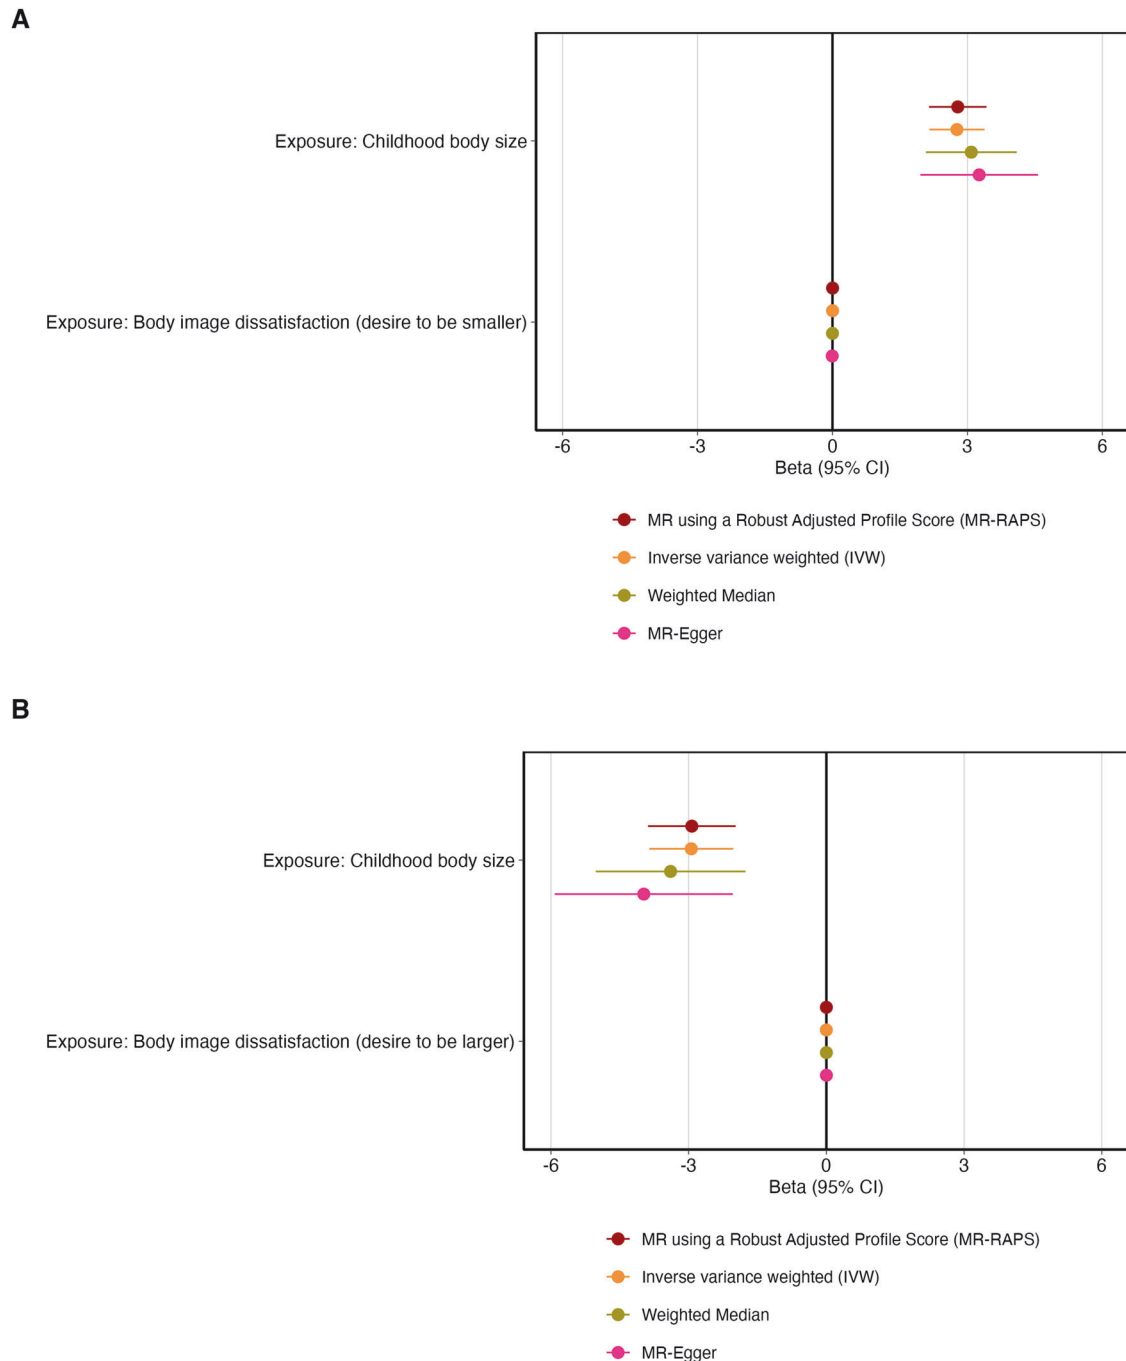 A
Exposure: Childhood body size
Exposure: Body image dissatisfaction (desire to be smaller)
-6 -3 0 3 6
Beta (95% CI)
MR using a Robust Adjusted Profile Score (MR-RAPS)
Inverse variance weighted (IVW)
Weighted Median
MR-Egger
B
Exposure: Childhood body size
Exposure: Body image dissatisfaction (desire to be larger)
-6 -3 0 3 6
Beta (95% CI)
MR using a Robust Adjusted Profile Score (MR-RAPS)
Inverse variance weighted (IVW)
Weighted Median
MR-Egger